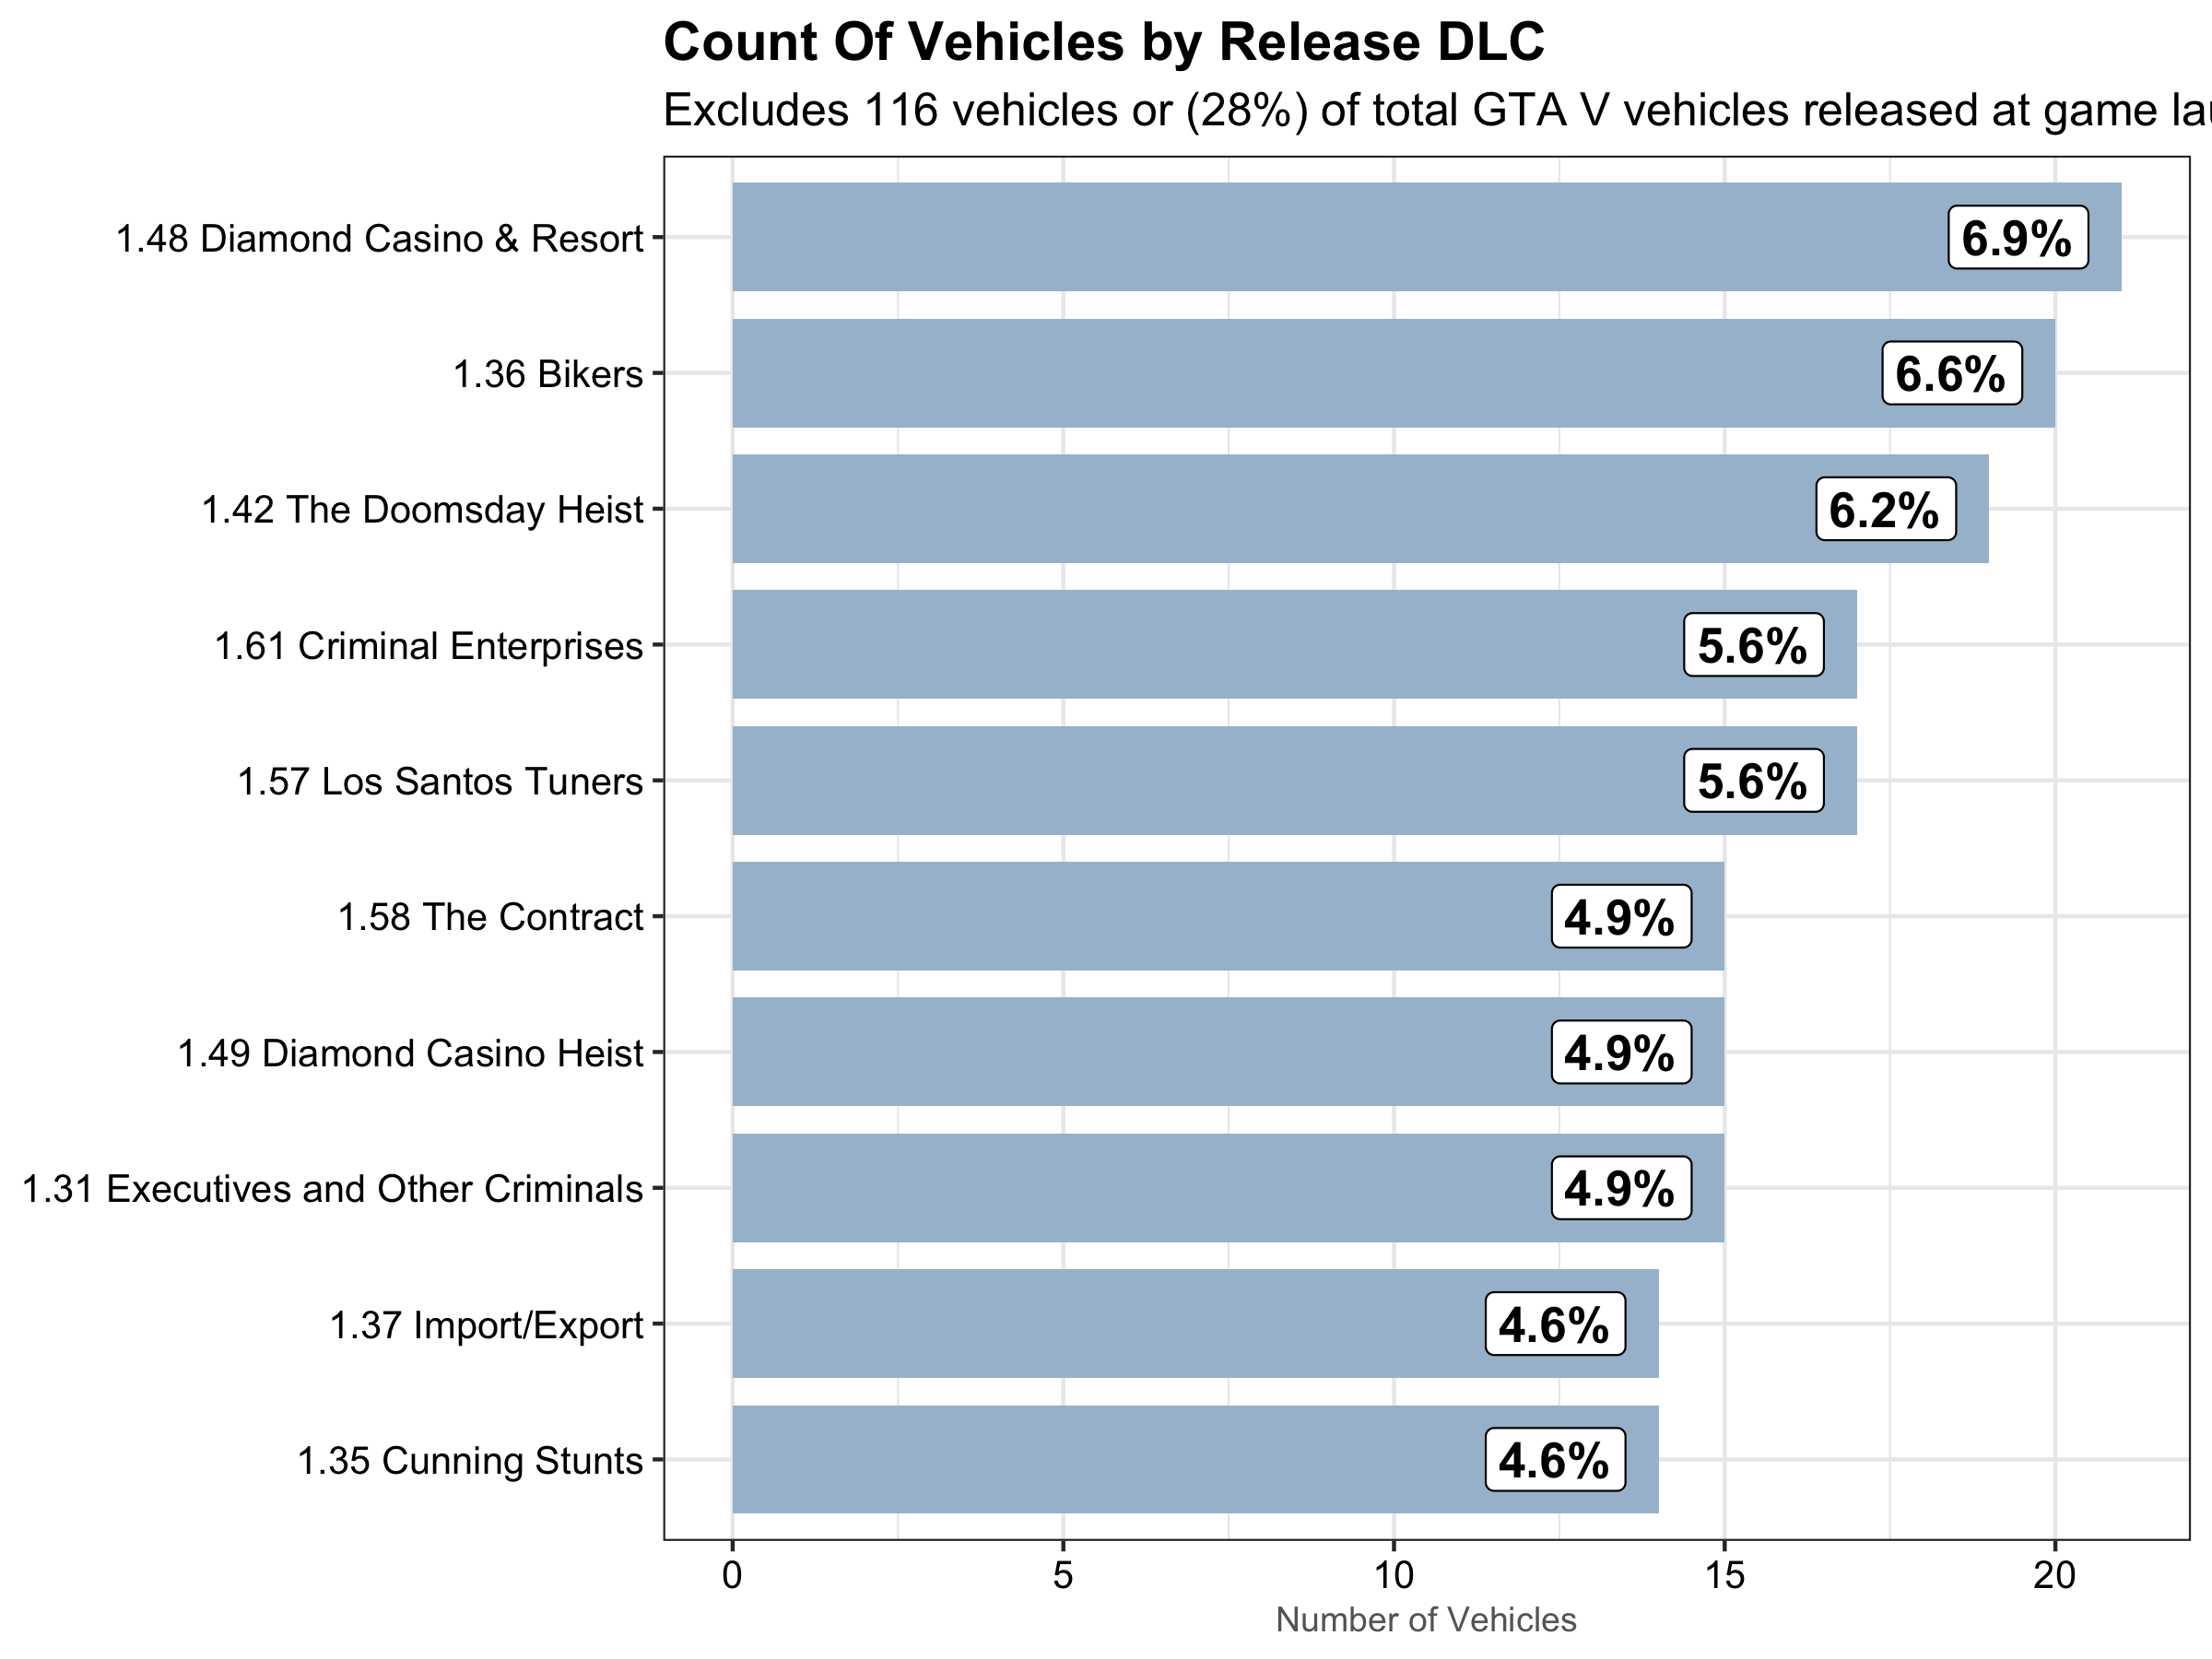 Count Of Vehicles by Release DLC
Excludes 116 vehicles or (28%) of total GTA V vehicles released at game
1.48 Diamond Casino & Resort
6.9%
1.36 Bikers
6.6%
1.42 The Doomsday Heist
6.2%
1.61 Criminal Enterprises
5.6%
1.57 Los Santos Tuners
5.6%
1.58 The Contract
4.9%
1.49 Diamond Casino Heist
4.9%
1.31 Executives and Other Criminals
4.9%
1.37 Import/Export
4.6%
1.35 Cunning Stunts
4.6%
0 5 10 15 20
Number of Vehicles